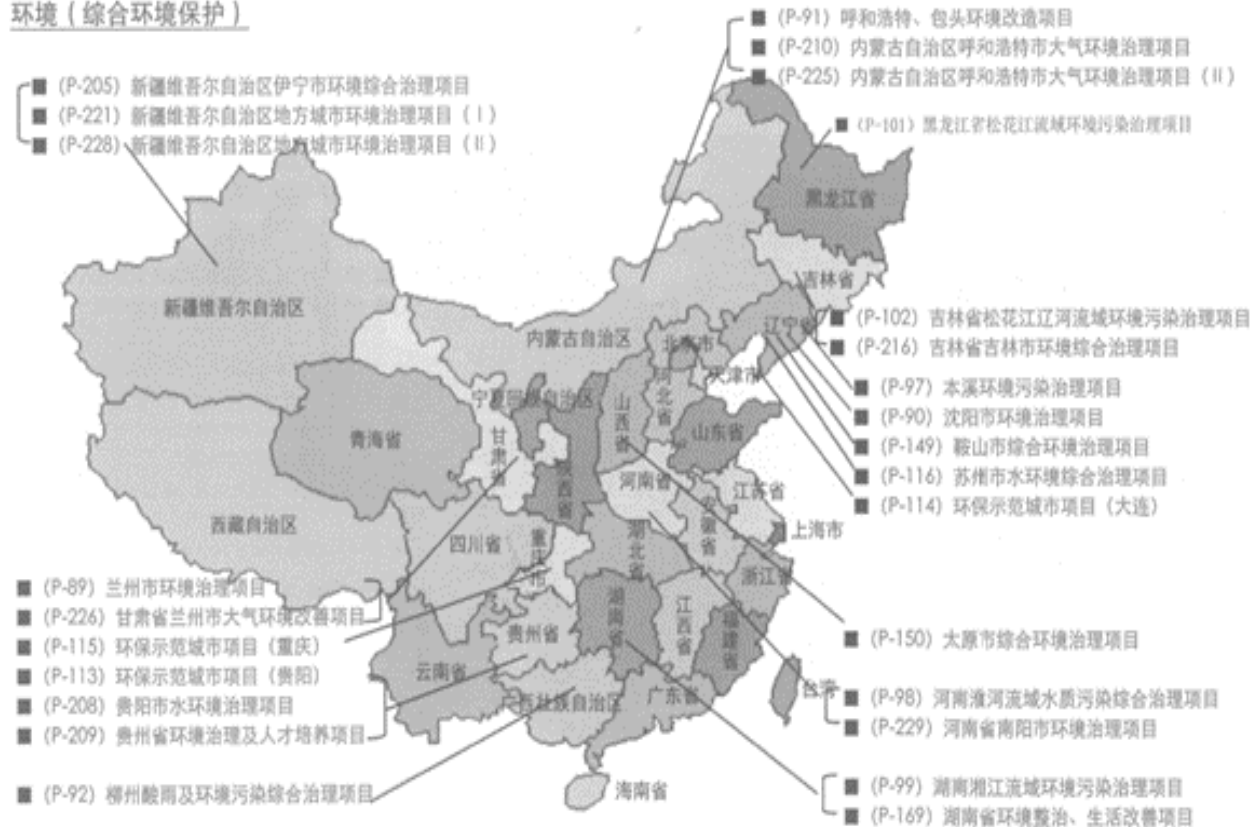 环境（综合环境保护）
■ (P-91) 呼和浩特、包头环境改造项目
■ (P-210) 内蒙古自治区呼和浩特市大气环境治理项目
■ (P-225) 内蒙古自治区呼和浩特市大气环境治理项目 (II)
■ (P-205) 新疆维吾尔自治区伊宁市环境综合治理项目
■ (P-221) 新疆维吾尔自治区地方城市环境治理项目 (I)
■ (P-228) 新疆维吾尔自治区地方城市环境治理项目 (II)
■ (P-101) 黑龙江省松花江流域环境污染治理项目
黑龙江省
吉林省
新疆维吾尔自治区
内蒙古自治区
辽宁省
北京市
天津市
■ (P-102) 吉林省松花江辽河流域环境污染治理项目
■ (P-216) 吉林省吉林市环境综合治理项目
■ (P-97) 本溪环境污染治理项目
■ (P-90) 沈阳市环境治理项目
■ (P-149) 鞍山市综合环境治理项目
■ (P-116) 苏州市水环境综合治理项目
■ (P-114) 环保示范城市项目（大连）
宁夏回族自治区
山西省
河北省
山东省
青海省
甘肃省
陕西省
河南省
江苏省
安徽省
上海市
西藏自治区
四川省
重庆市
湖北省
浙江省
■ (P-89) 兰州市环境治理项目
■ (P-226) 甘肃省兰州市大气环境改善项目
■ (P-115) 环保示范城市项目（重庆）
■ (P-113) 环保示范城市项目（贵阳）
■ (P-208) 贵阳市水环境治理项目
■ (P-209) 贵州省环境治理及人才培养项目
■ (P-92) 柳州酸雨及环境污染综合治理项目
贵州省
湖南省
江西省
福建省
云南省
广西壮族自治区
广东省
台湾
海南省
■ (P-150) 太原市综合环境治理项目
■ (P-98) 河南淮河流域水质污染综合治理项目
■ (P-229) 河南省南阳市环境治理项目
■ (P-99) 湖南湘江流域环境污染治理项目
■ (P-169) 湖南省环境整治、生活改善项目